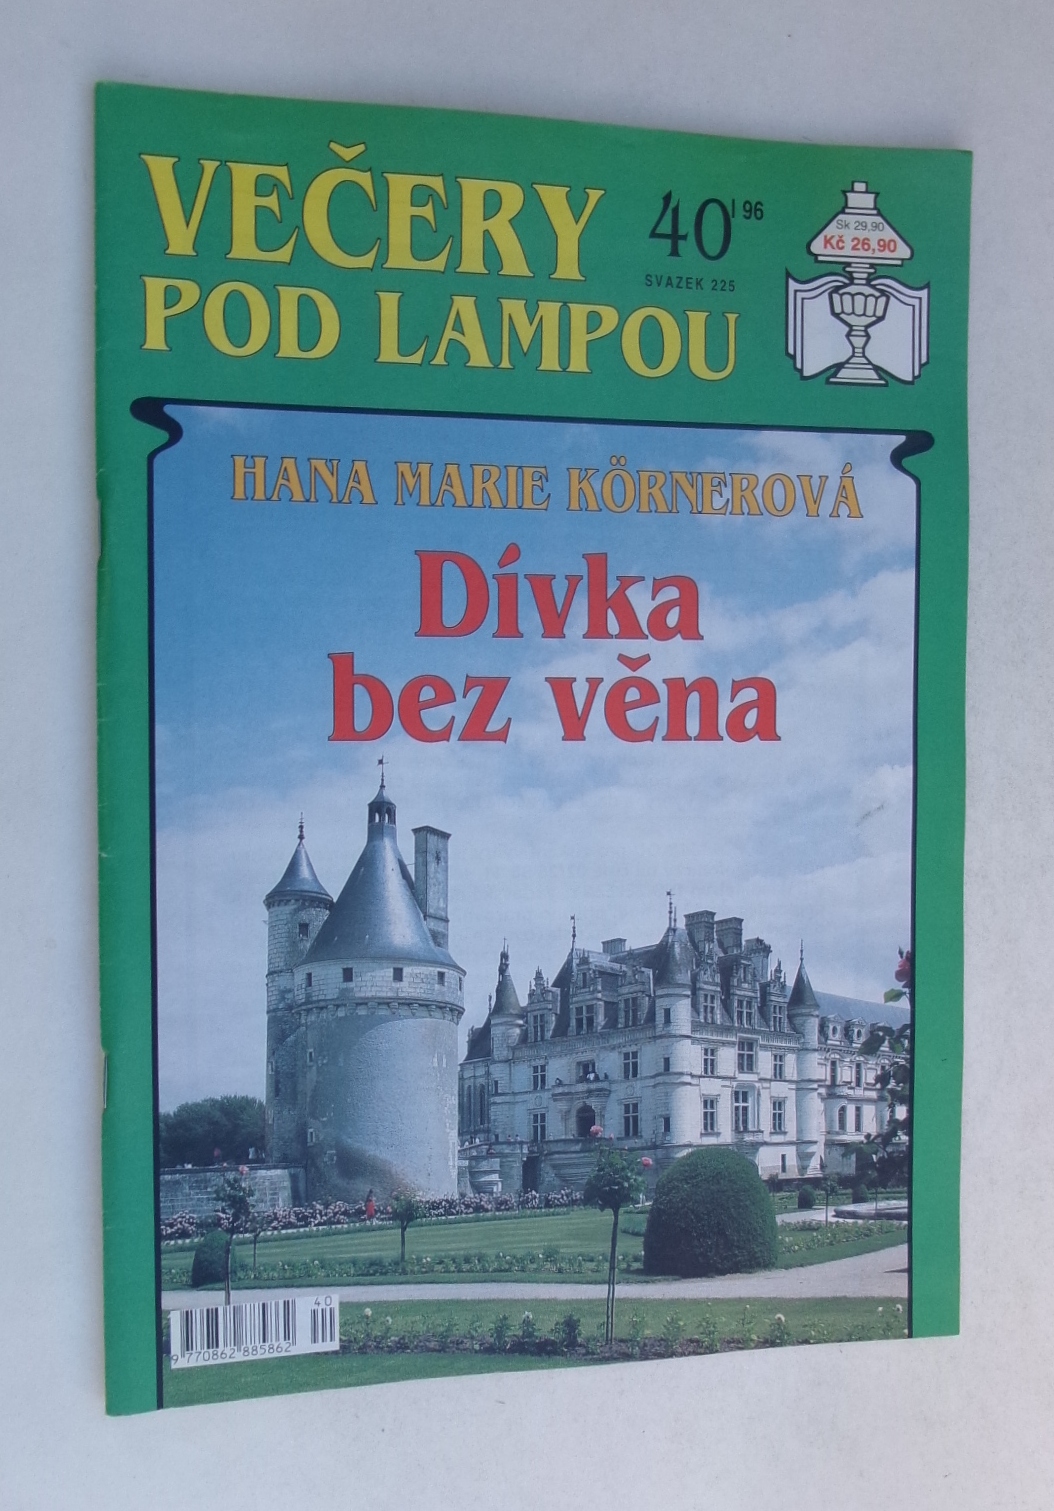 VEČERY
POD LAMPOU
40/96
SVAZEK 225
Sk 29,90
Kč 26,90
HANA MARIE KÖRNEROVÁ
Dívka
bez věna
40
9 770862 885862